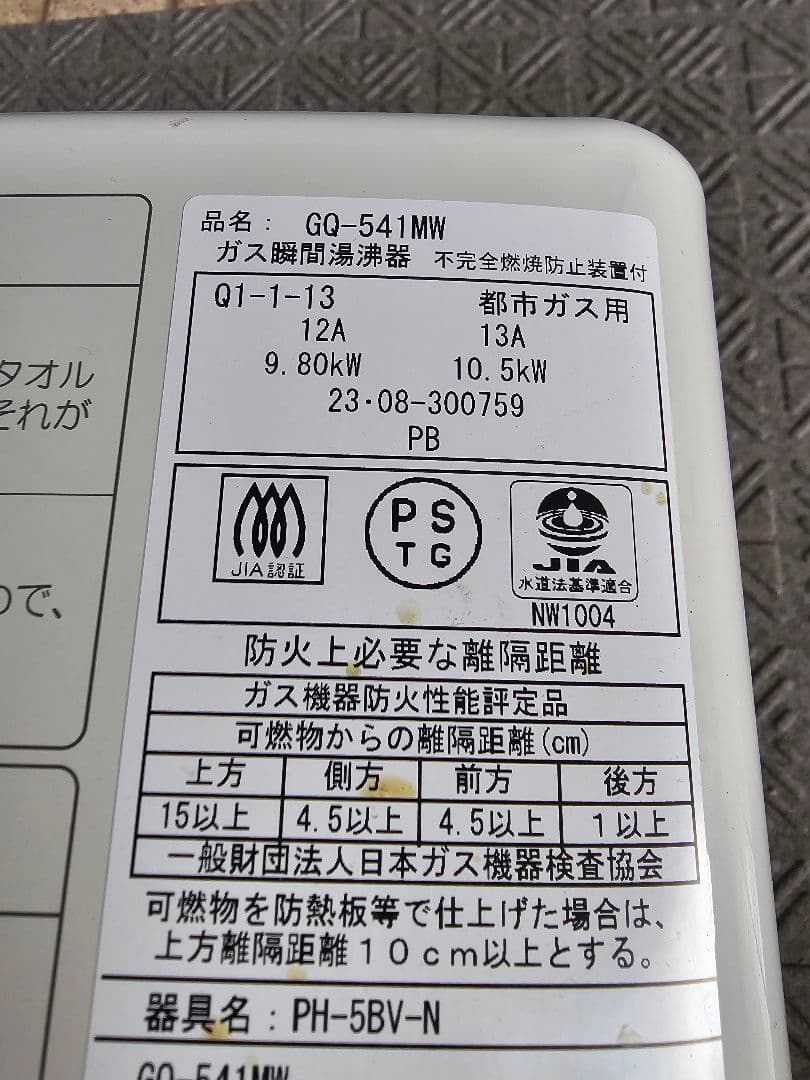 品名： GQ-541MW
ガス瞬間湯沸器 不完全燃焼防止装置付
Q1-1-13 都市ガス用
12A 13A
9.80kW 10.5kW
23・08-300759
PB
タオル
それが
ので、
JIA認証
PS
TG
JIA
水道法基準適合
NW1004
防火上必要な離隔距離
ガス機器防火性能評定品
可燃物からの離隔距離(cm)
上方 側方 前方 後方
15以上 4.5以上 4.5以上 1以上
一般財団法人日本ガス機器検査協会
可燃物を防熱板等で仕上げた場合は、
上方離隔距離１０ｃｍ以上とする。
器具名：PH-5BV-N
GQ-541MW